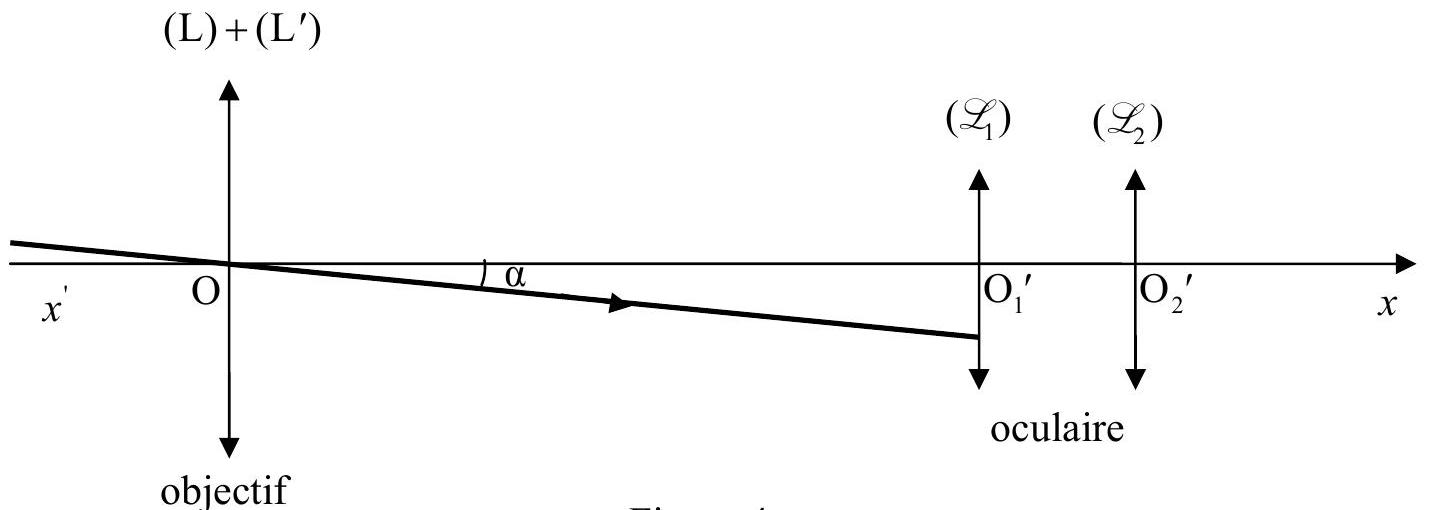 (L)+(L′)
(ℒ₁) (ℒ₂)
α
x' O O₁′ O₂′ x
oculaire
objectif